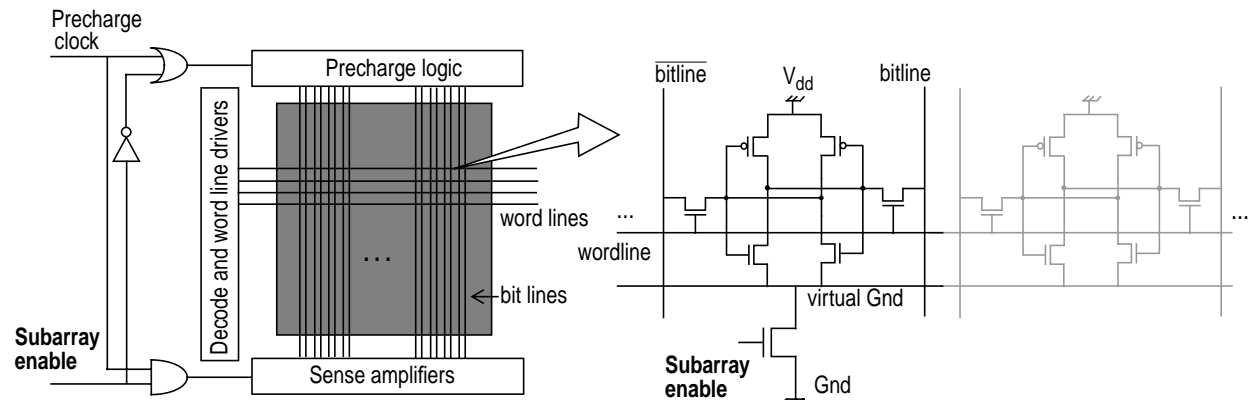 Precharge
clock
Precharge logic
Decode and word line drivers
...
word lines
bit lines
Subarray
enable
Sense amplifiers
bitline
Vdd
bitline
...
wordline
virtual Gnd
...
Subarray
enable
Gnd